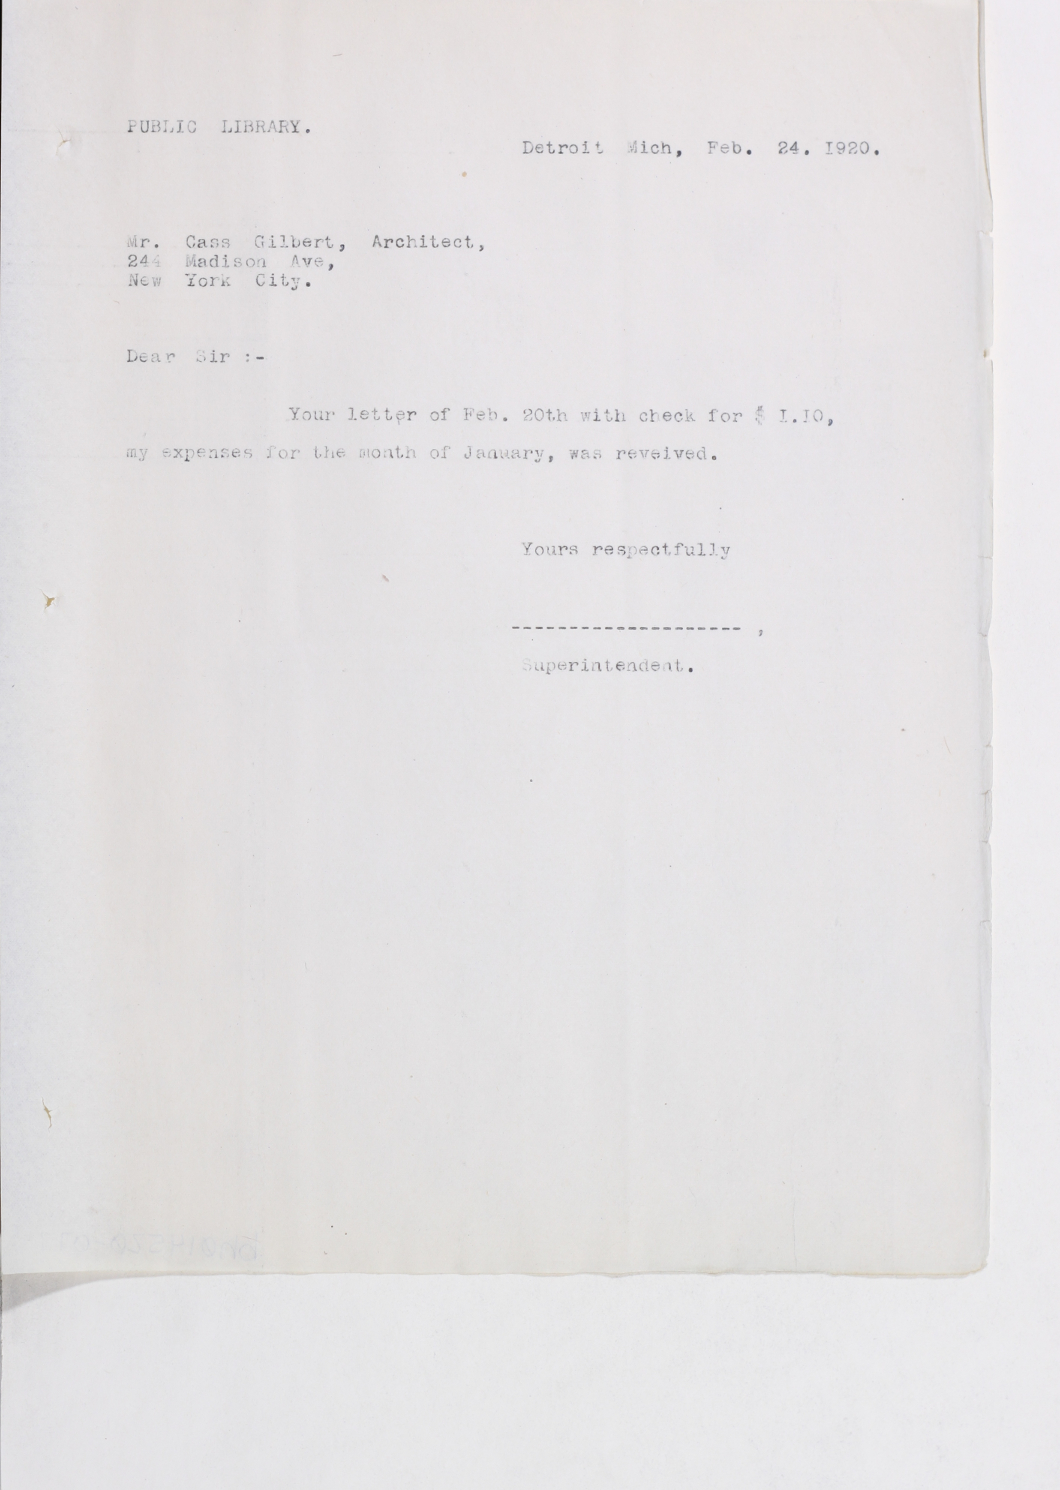 PUBLIC LIBRARY.
Detroit Mich, Feb. 24. I920.
Mr. Cass Gilbert, Architect,
244 Madison Ave,
New York City.
Dear Sir :-
Your letter of Feb. 20th with check for $ I.IO,
my expenses for the month of January, was reveived.
Yours respectfully
-------------------- ,
Superintendent.